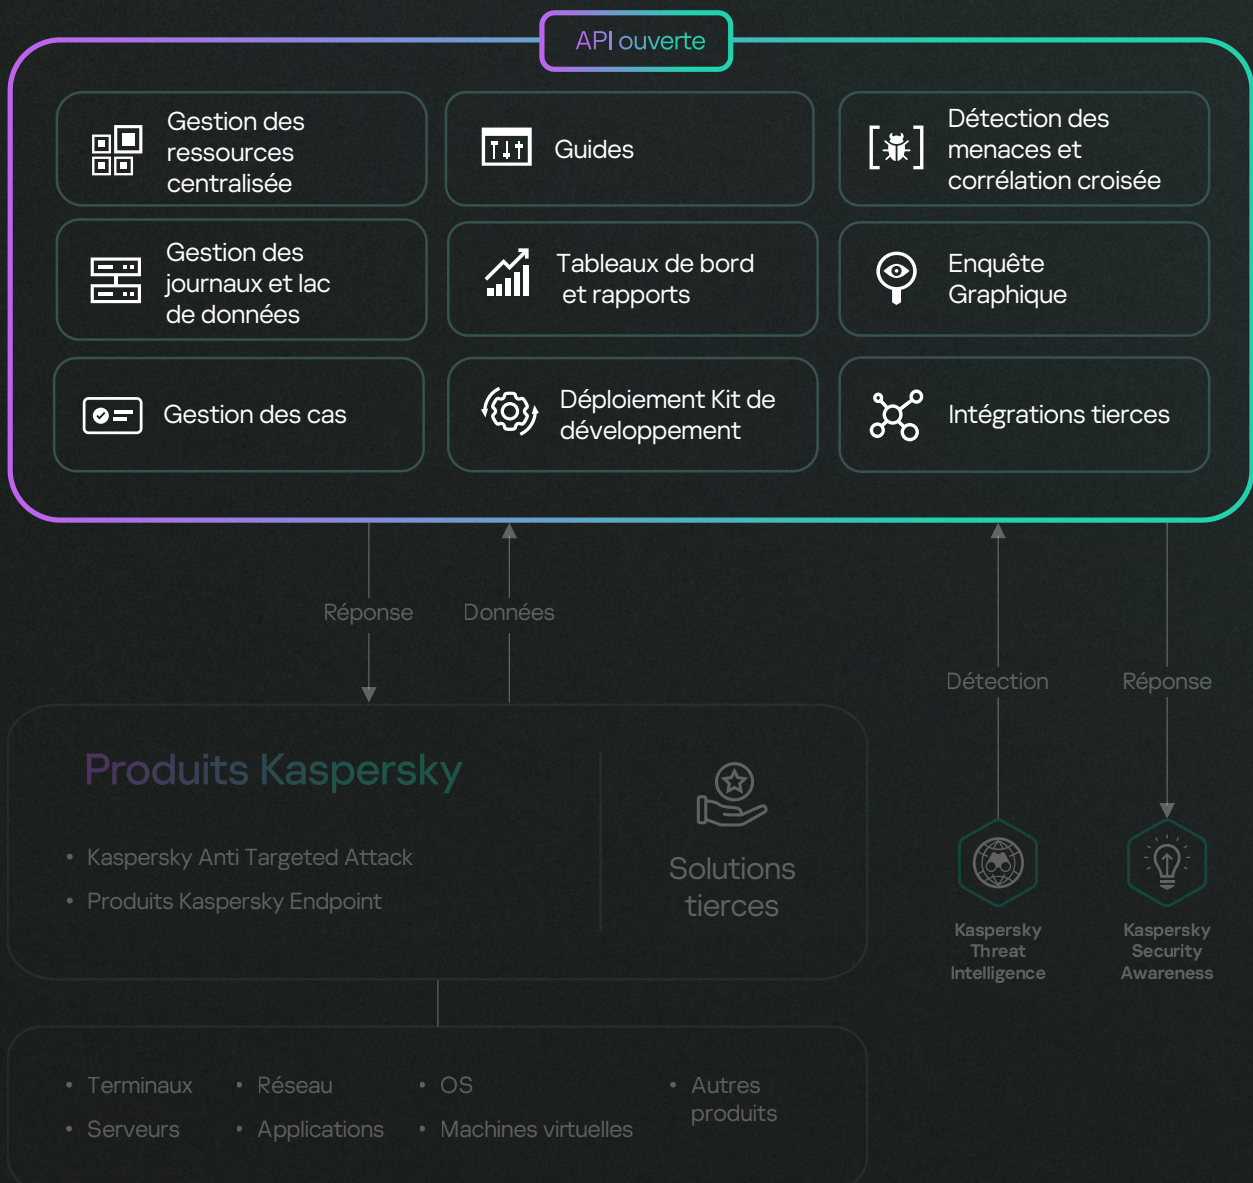 API ouverte
Gestion des
ressources
centralisée
Guides
Détection des
menaces et
corrélation croisée
Gestion des
journaux et lac
de données
Tableaux de bord
et rapports
Enquête
Graphique
Gestion des cas
Déploiement Kit de
développement
Intégrations tierces
Réponse
Données
Détection
Réponse
Produits Kaspersky
• Kaspersky Anti Targeted Attack
• Produits Kaspersky Endpoint
Solutions
tierces
Kaspersky
Threat
Intelligence
Kaspersky
Security
Awareness
• Terminaux
• Serveurs
• Réseau
• Applications
• OS
• Machines virtuelles
• Autres
produits